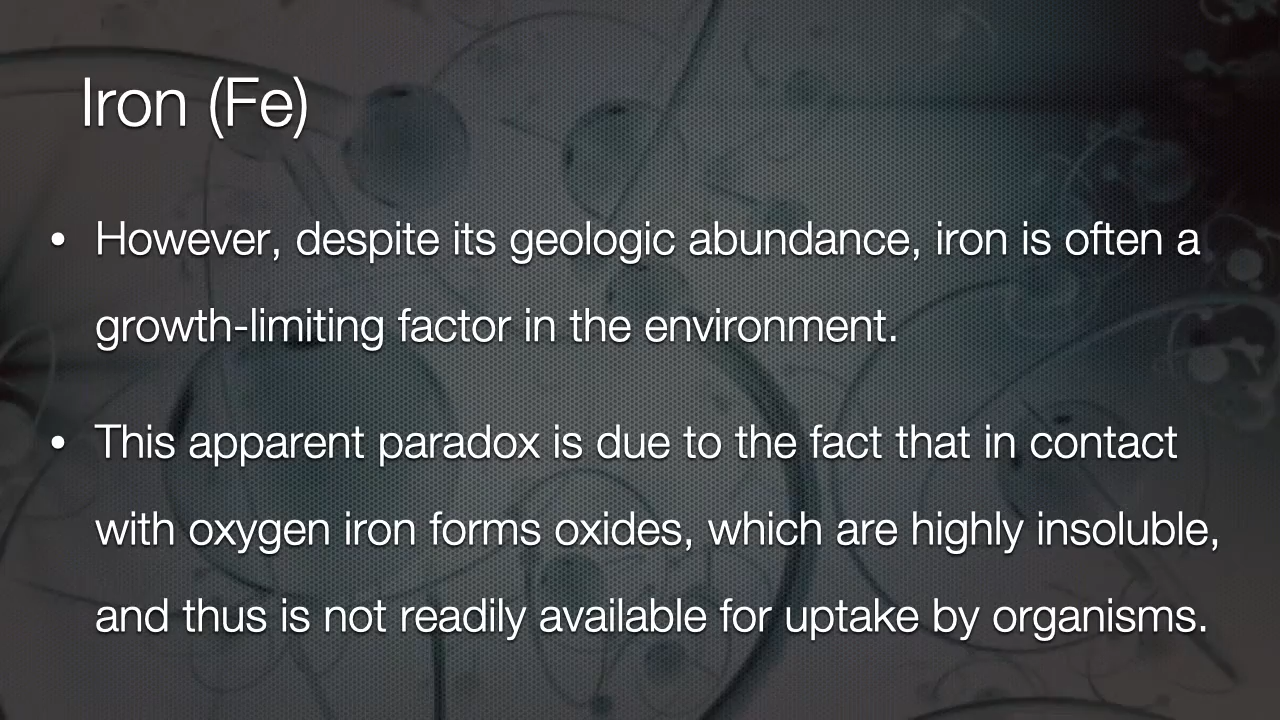 Iron (Fe)
• However, despite its geologic abundance, iron is often a
growth-limiting factor in the environment.
• This apparent paradox is due to the fact that in contact
with oxygen iron forms oxides, which are highly insoluble,
and thus is not readily available for uptake by organisms.